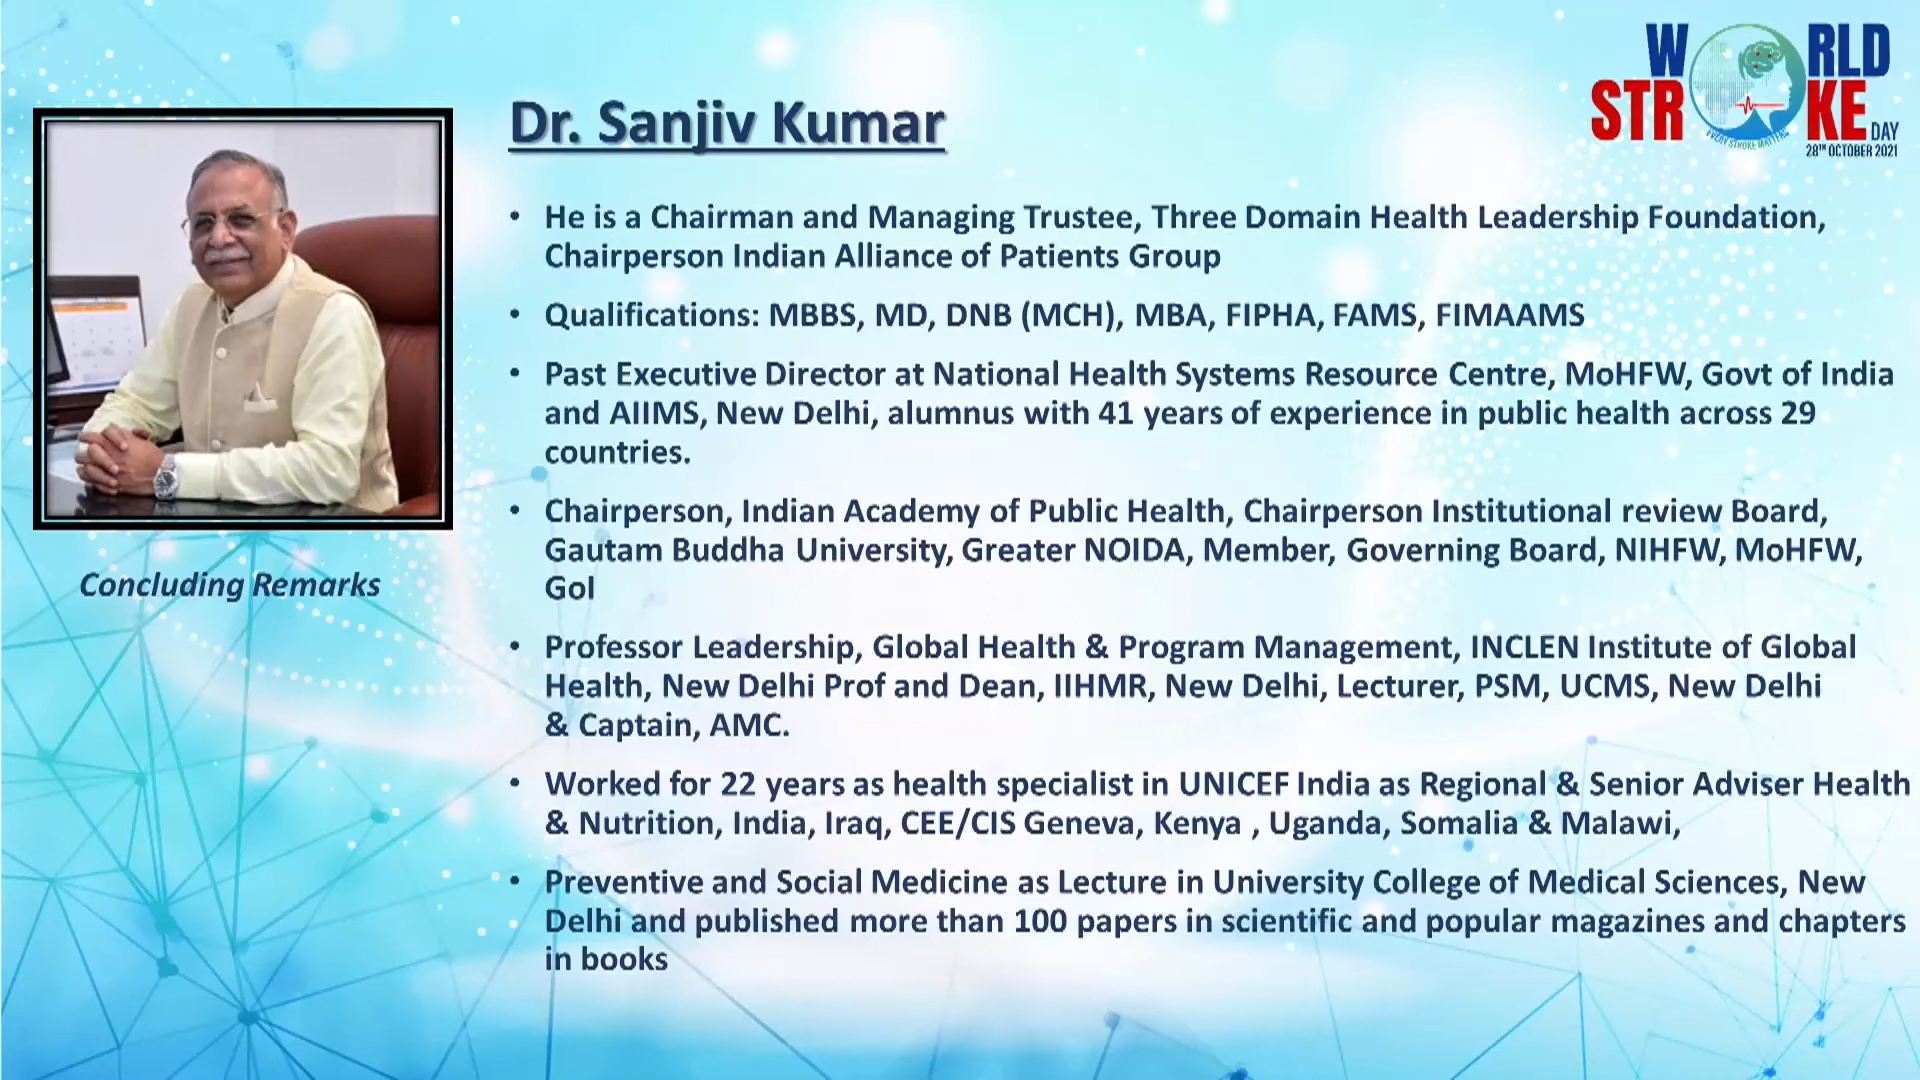 WORLD
STROKE DAY
28TH OCTOBER 2021
EVERY STROKE MATTERS
Dr. Sanjiv Kumar
• He is a Chairman and Managing Trustee, Three Domain Health Leadership Foundation,
Chairperson Indian Alliance of Patients Group
• Qualifications: MBBS, MD, DNB (MCH), MBA, FIPHA, FAMS, FIMAAMS
• Past Executive Director at National Health Systems Resource Centre, MoHFW, Govt of India
and AIIMS, New Delhi, alumnus with 41 years of experience in public health across 29
countries.
• Chairperson, Indian Academy of Public Health, Chairperson Institutional review Board,
Gautam Buddha University, Greater NOIDA, Member, Governing Board, NIHFW, MoHFW,
GoI
Concluding Remarks
• Professor Leadership, Global Health & Program Management, INCLEN Institute of Global
Health, New Delhi Prof and Dean, IIHMR, New Delhi, Lecturer, PSM, UCMS, New Delhi
& Captain, AMC.
• Worked for 22 years as health specialist in UNICEF India as Regional & Senior Adviser Health
& Nutrition, India, Iraq, CEE/CIS Geneva, Kenya , Uganda, Somalia & Malawi,
• Preventive and Social Medicine as Lecture in University College of Medical Sciences, New
Delhi and published more than 100 papers in scientific and popular magazines and chapters
in books